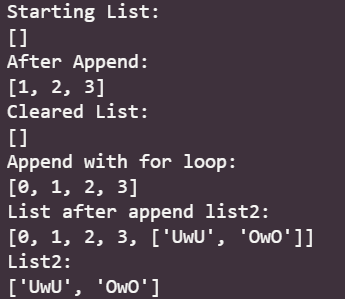 Starting List:
[]
After Append:
[1, 2, 3]
Cleared List:
[]
Append with for loop:
[0, 1, 2, 3]
List after append list2:
[0, 1, 2, 3, ['UwU', 'OwO']]
List2:
['UwU', 'OwO']